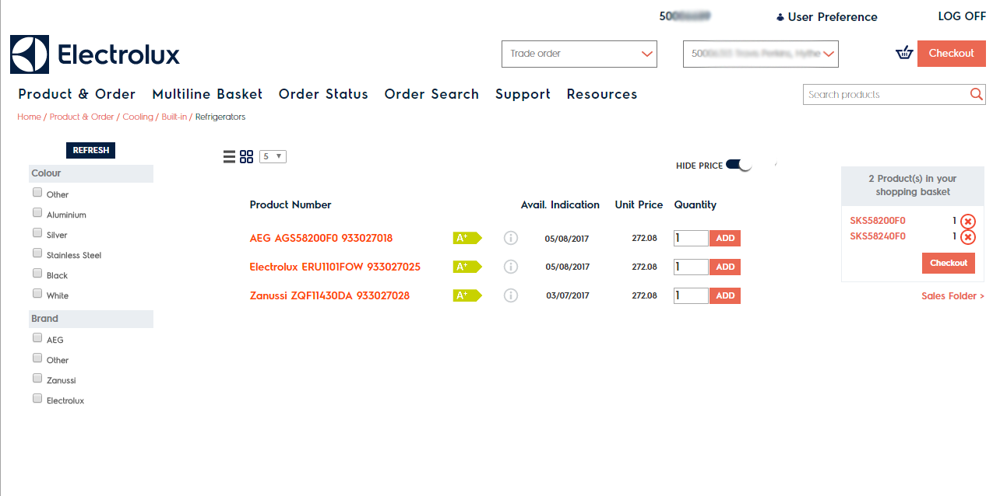 50
User Preference
LOG OFF
Electrolux
Trade order
Checkout
Product & Order Multiline Basket Order Status Order Search Support Resources
Search products
Home / Product & Order / Cooling / Built-in / Refrigerators
REFRESH
Colour
Other
Aluminium
Silver
Stainless Steel
Black
White
Brand
AEG
Other
Zanussi
Electrolux
5
HIDE PRICE
Product Number Avail. Indication Unit Price Quantity
AEG AGS58200F0 933027018 A+ i 05/08/2017 272.08 1 ADD
Electrolux ERU1101FOW 933027025 A+ i 05/08/2017 272.08 1 ADD
Zanussi ZQF11430DA 933027028 A+ i 03/07/2017 272.08 1 ADD
2 Product(s) in your
shopping basket
SKS58200F0 1
SKS58240F0 1
Checkout
Sales Folder >